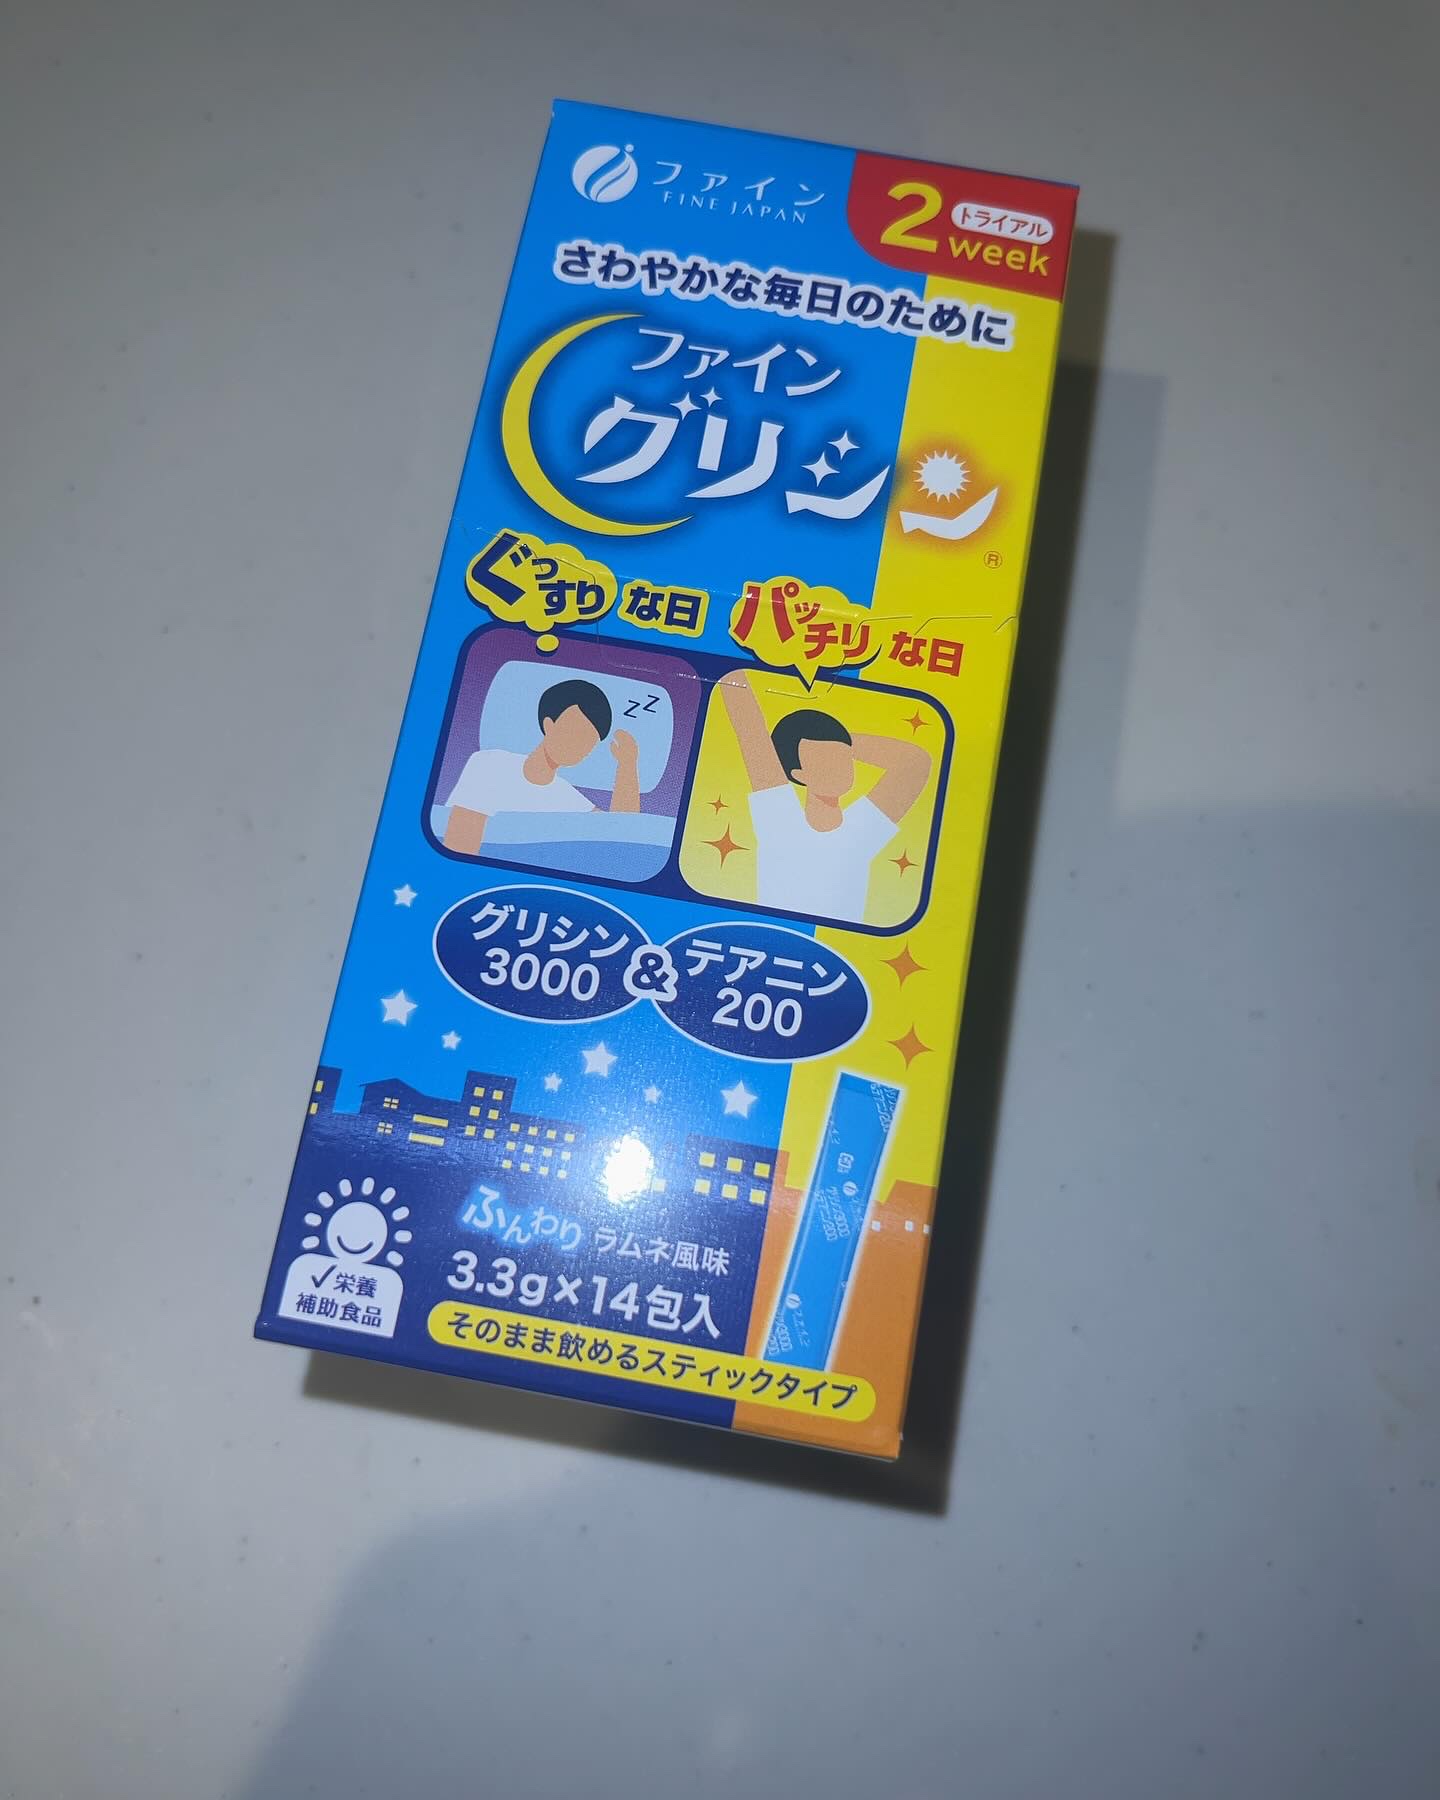 ファイン
FINE JAPAN
2 トライアル
week
さわやかな毎日のために
ファイン
グリシン
®
ぐっすりな日
パッチリな日
zz
グリシン
3000
&
テアニン
200
ふんわり ラムネ風味
3.3g×14包入
そのまま飲めるスティックタイプ
✓栄養
補助食品